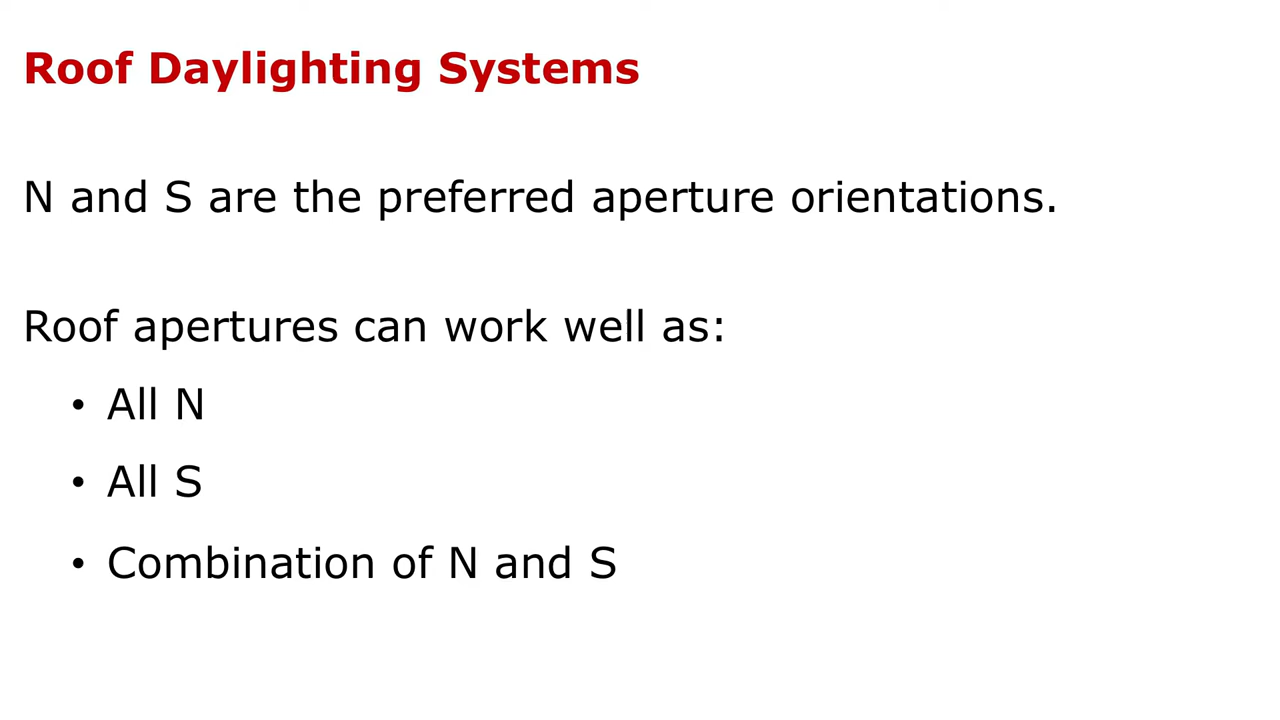 Roof Daylighting Systems
N and S are the preferred aperture orientations.
Roof apertures can work well as:
• All N
• All S
• Combination of N and S